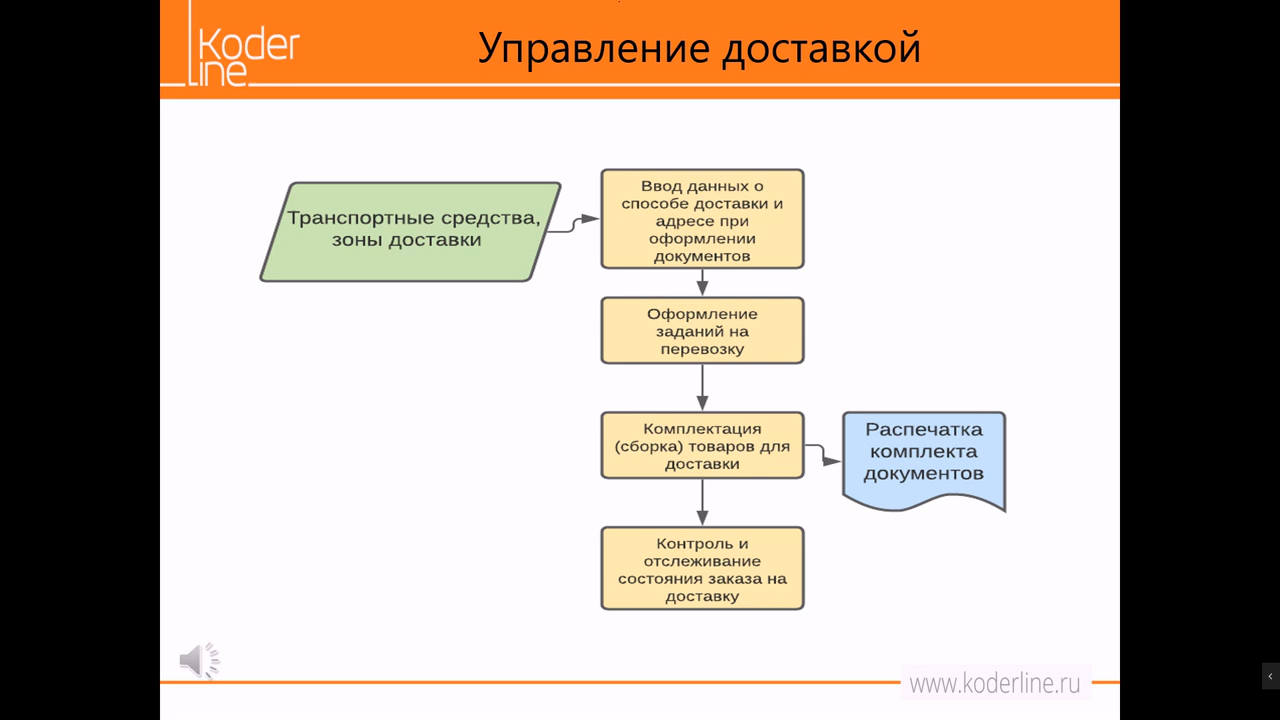 Koder
line
Управление доставкой
Транспортные средства,
зоны доставки
Ввод данных о
способе доставки и
адресе при
оформлении
документов
Оформление
заданий на
перевозку
Комплектация
(сборка) товаров для
доставки
Распечатка
комплекта
документов
Контроль и
отслеживание
состояния заказа на
доставку
www.koderline.ru